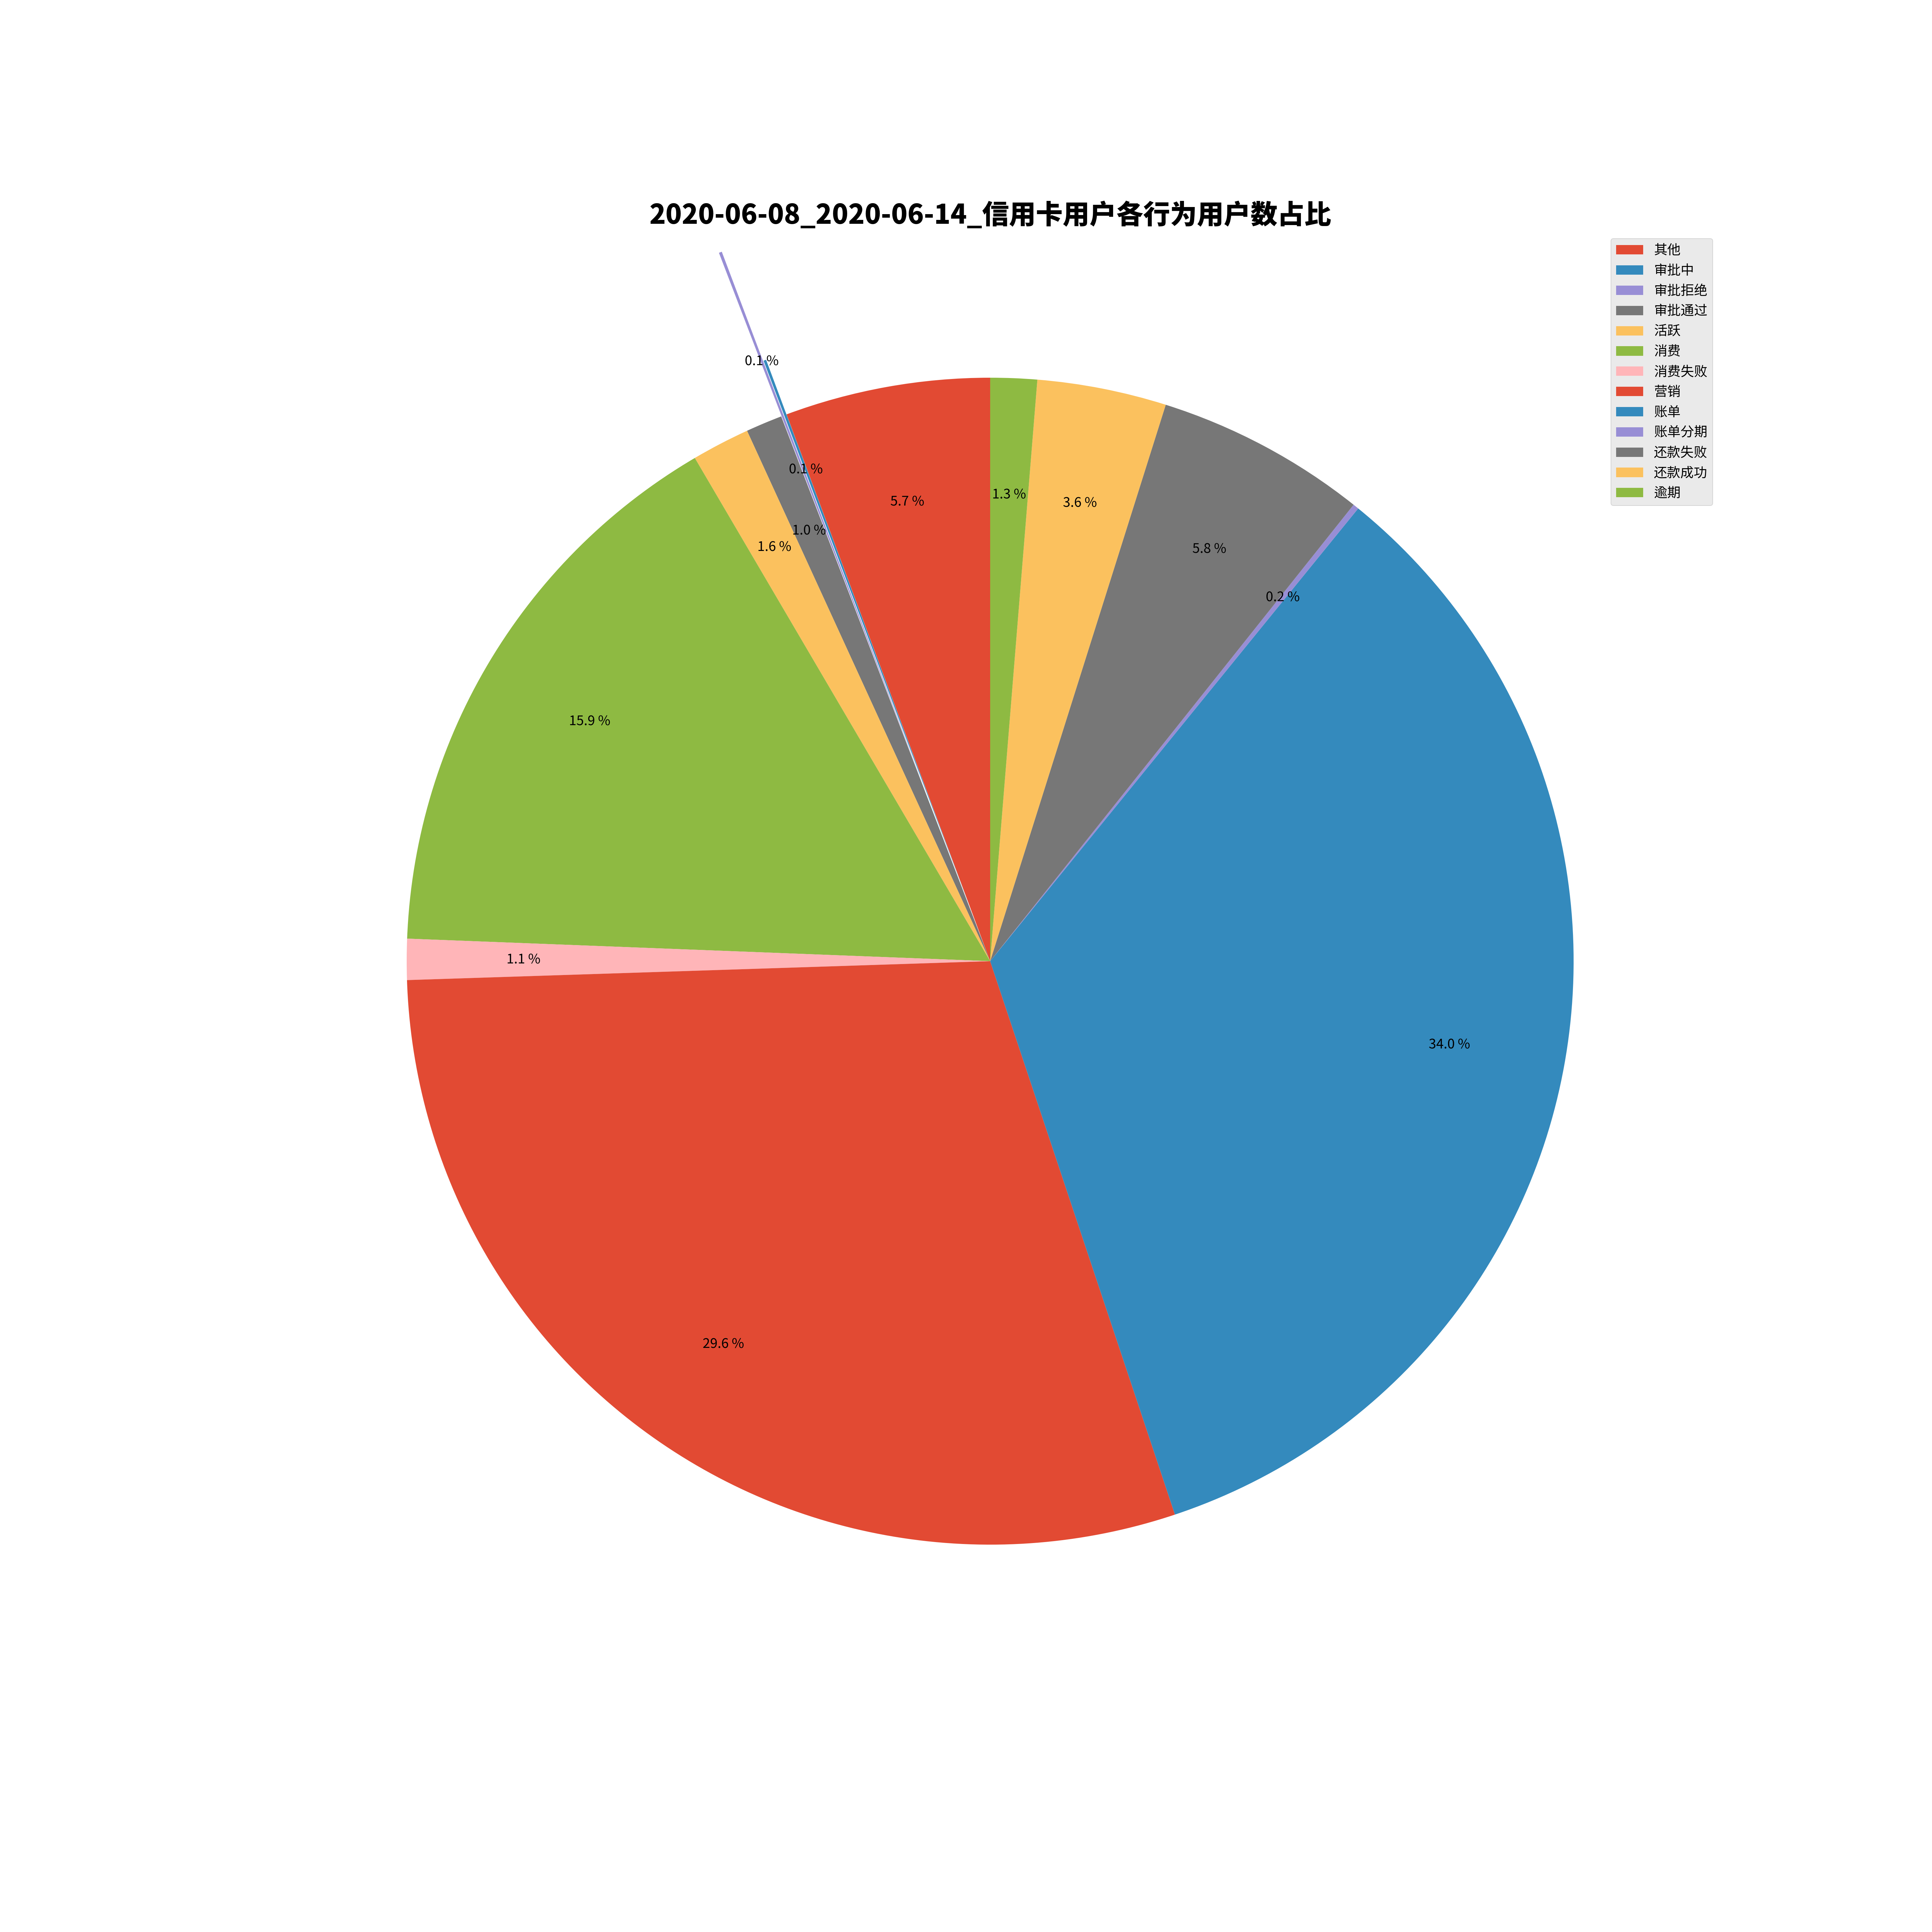 2020-06-08_2020-06-14_信用卡用户各行为用户数占比
其他
审批中
审批拒绝
审批通过
活跃
消费
消费失败
营销
账单
账单分期
还款失败
还款成功
逾期
0.1 %
0.1 %
5.7 %
1.3 %
3.6 %
1.0 %
1.6 %
5.8 %
0.2 %
15.9 %
1.1 %
34.0 %
29.6 %